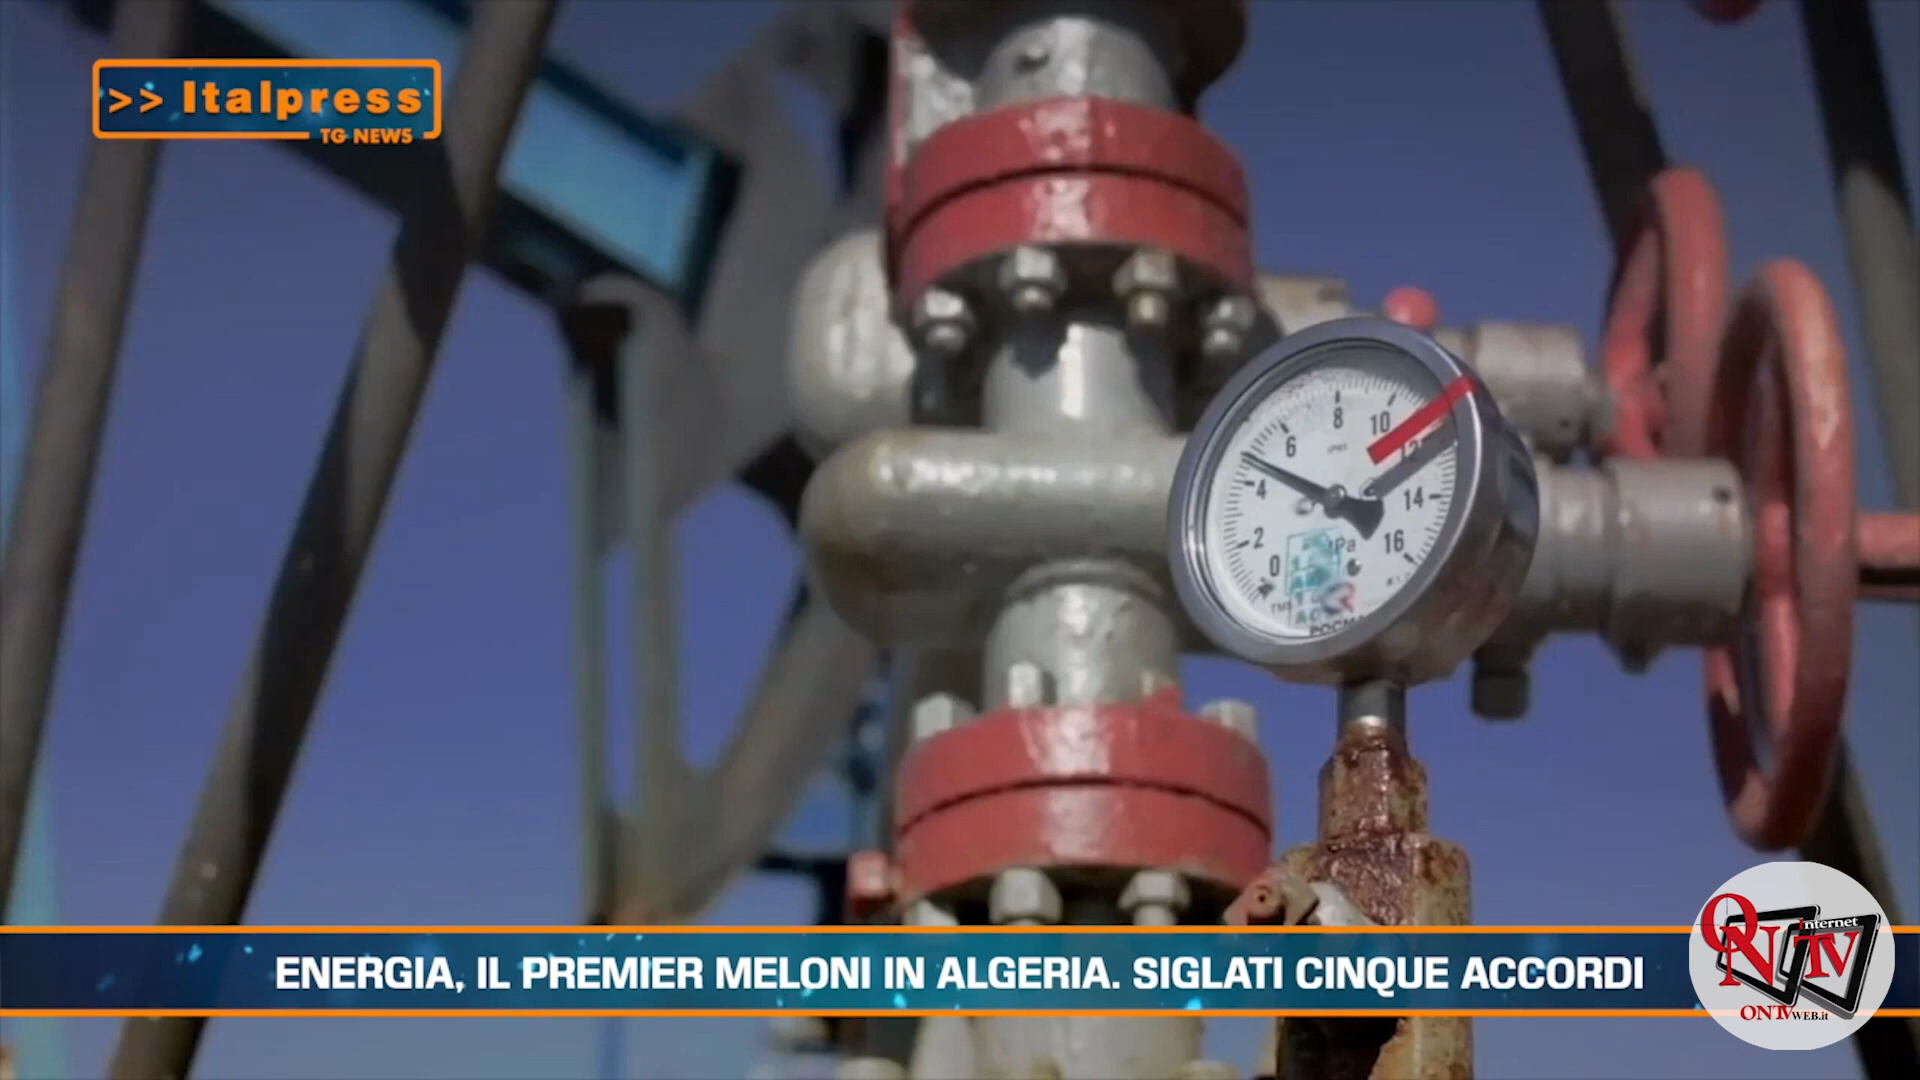 >> Italpress
TG NEWS
8
6
10
4
12
14
2
16
0
ENERGIA, IL PREMIER MELONI IN ALGERIA. SIGLATI CINQUE ACCORDI
Internet
ONTV
ONTVWEB.it